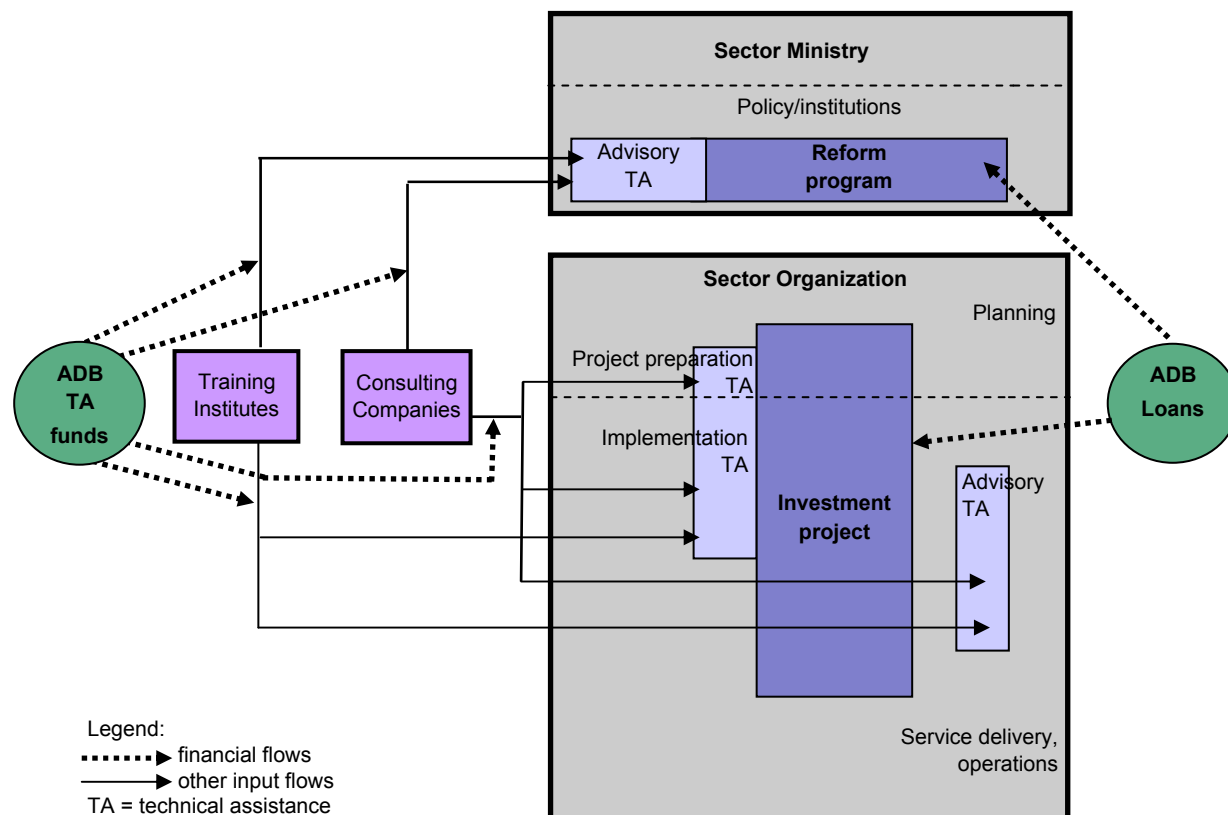 Sector Ministry
Policy/institutions
Advisory
TA
Reform
program
Sector Organization
Planning
ADB
TA
funds
Training
Institutes
Consulting
Companies
Project preparation
TA
Implementation
TA
Investment
project
Advisory
TA
ADB
Loans
Service delivery,
operations
Legend:
financial flows
other input flows
TA = technical assistance